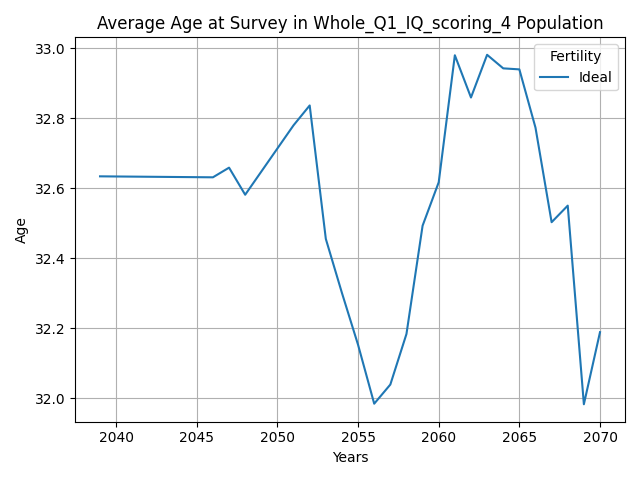 Average Age at Survey in Whole_Q1_IQ_scoring_4 Population
33.0
32.8
32.6
32.4
32.2
32.0
Age
Fertility
Ideal
2040 2045 2050 2055 2060 2065 2070
Years